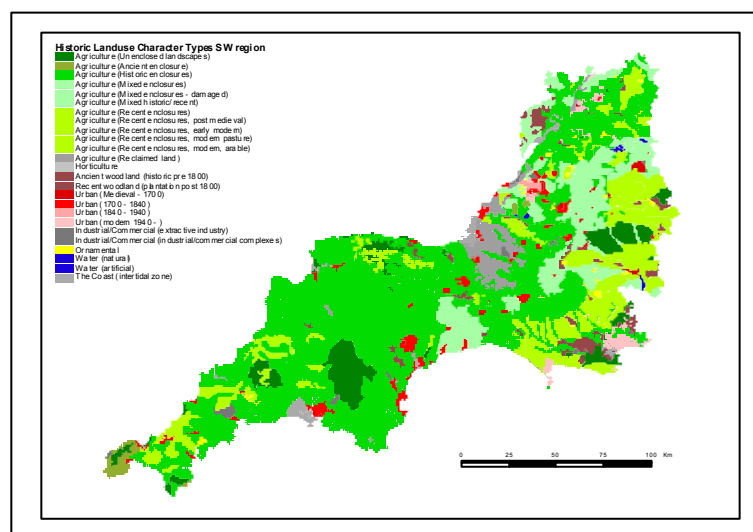 Historic Landuse Character Types SW region
Agriculture (Unenclosed landscapes)
Agriculture (Ancient enclosure)
Agriculture (Historic enclosures)
Agriculture (Mixed enclosures)
Agriculture (Mixed enclosures - damaged)
Agriculture (Mixed historic/recent)
Agriculture (Recent enclosures)
Agriculture (Recent enclosures, post medieval)
Agriculture (Recent enclosures, early modern)
Agriculture (Recent enclosures, modern pasture)
Agriculture (Recent enclosures, modern, arable)
Agriculture (Reclaimed land)
Horticulture
Ancient woodland (historic pre 1800)
Recent woodland (plantation post 1800)
Urban (Medieval - 1700)
Urban (1700 - 1840)
Urban (1840 - 1940)
Urban (modern 1940 - )
Industrial/Commercial (extractive industry)
Industrial/Commercial (industrial/commercial complexes)
Ornamental
Water (natural)
Water (artificial)
The Coast (intertidal zone)
0 25 50 75 100 Km